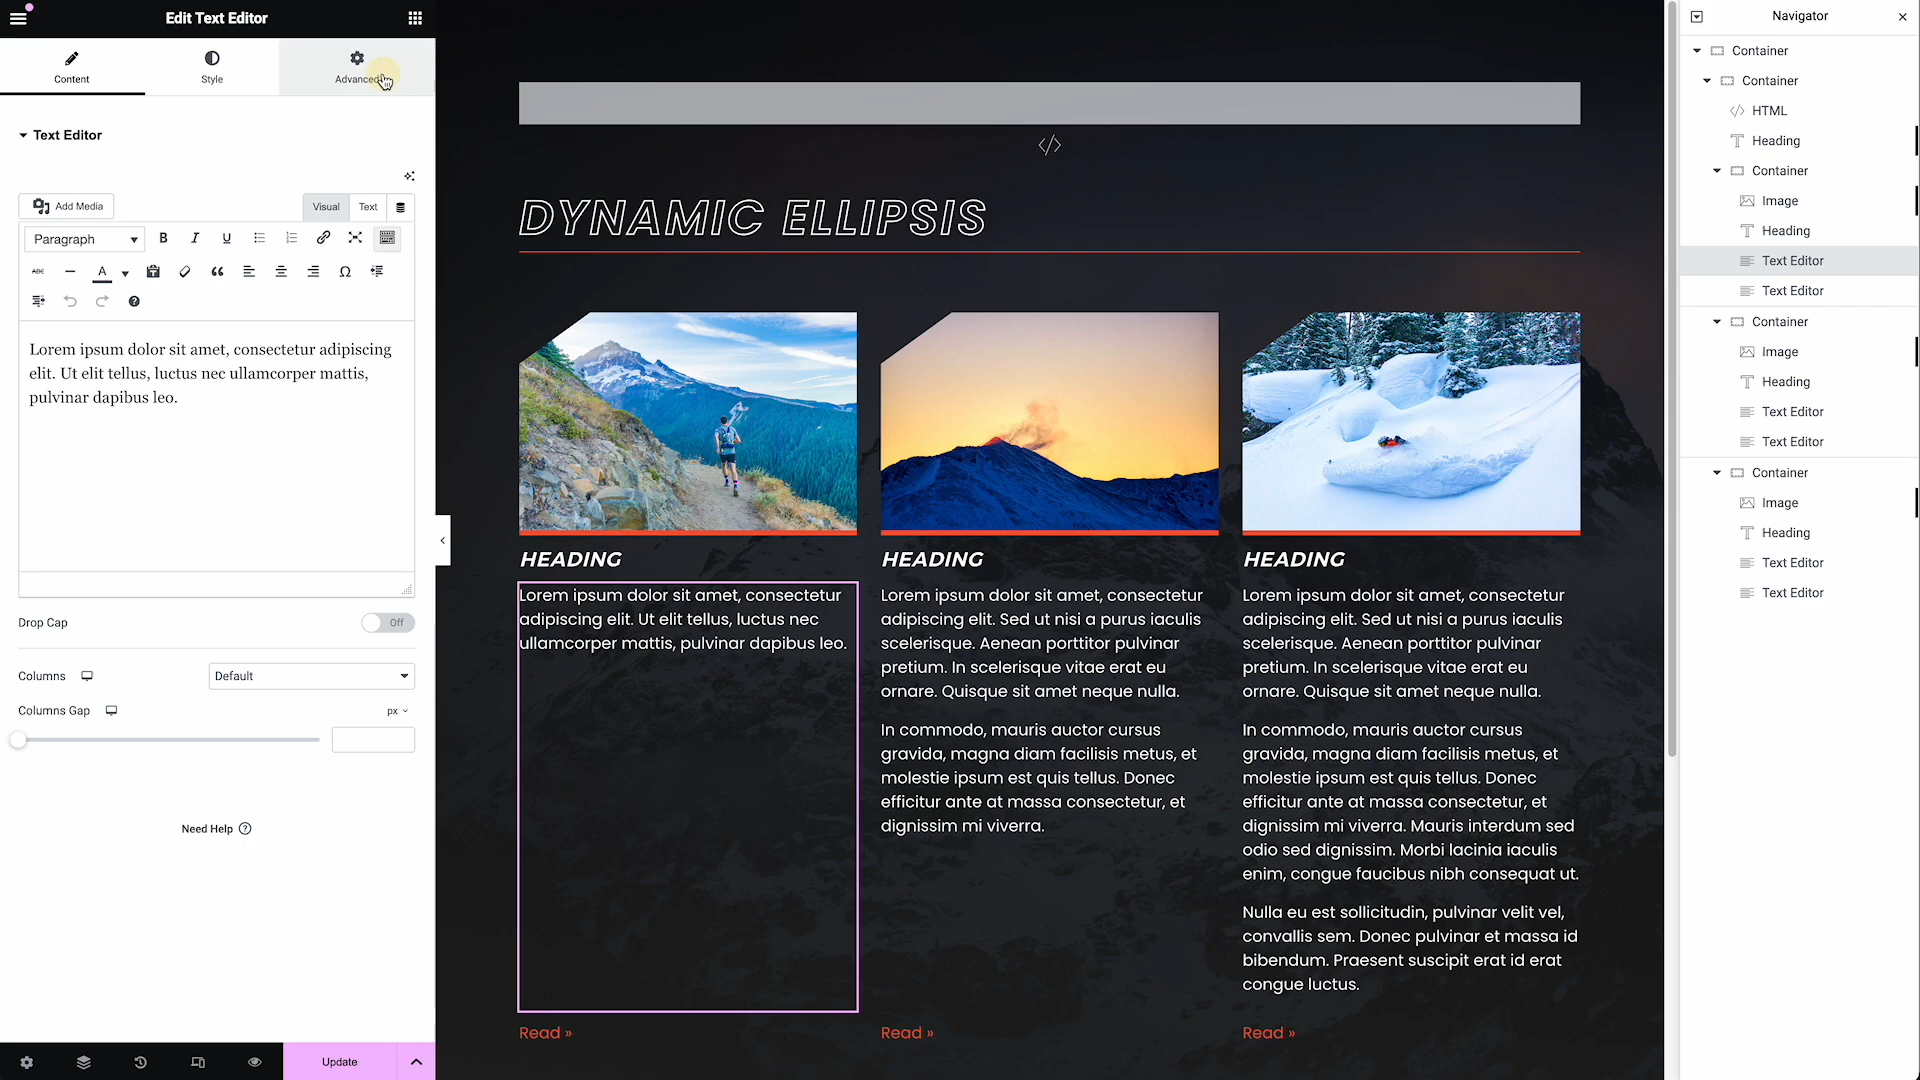 Edit Text Editor
Content
Style
Advanced
Text Editor
Add Media
Visual
Text
Paragraph
B
I
U
ABC
A
Ω
Lorem ipsum dolor sit amet, consectetur adipiscing
elit. Ut elit tellus, luctus nec ullamcorper mattis,
pulvinar dapibus leo.
Drop Cap
Off
Columns
Default
Columns Gap
px
Need Help
Update
DYNAMIC ELLIPSIS
HEADING
Lorem ipsum dolor sit amet, consectetur
adipiscing elit. Ut elit tellus, luctus nec
ullamcorper mattis, pulvinar dapibus leo.
Read »
HEADING
Lorem ipsum dolor sit amet, consectetur
adipiscing elit. Sed ut nisi a purus iaculis
scelerisque. Aenean porttitor pulvinar
pretium. In scelerisque vitae erat eu
ornare. Quisque sit amet neque nulla.
In commodo, mauris auctor cursus
gravida, magna diam facilisis metus, et
molestie ipsum est quis tellus. Donec
efficitur ante at massa consectetur, et
dignissim mi viverra.
Read »
HEADING
Lorem ipsum dolor sit amet, consectetur
adipiscing elit. Sed ut nisi a purus iaculis
scelerisque. Aenean porttitor pulvinar
pretium. In scelerisque vitae erat eu
ornare. Quisque sit amet neque nulla.
In commodo, mauris auctor cursus
gravida, magna diam facilisis metus, et
molestie ipsum est quis tellus. Donec
efficitur ante at massa consectetur, et
dignissim mi viverra. Mauris interdum sed
odio sed dignissim. Morbi lacinia iaculis
enim, congue faucibus nibh consequat ut.
Nulla eu est sollicitudin, pulvinar velit vel,
convallis sem. Donec pulvinar et massa id
bibendum. Praesent suscipit erat id erat
congue luctus.
Read »
Navigator
Container
Container
HTML
Heading
Container
Image
Heading
Text Editor
Text Editor
Container
Image
Heading
Text Editor
Text Editor
Container
Image
Heading
Text Editor
Text Editor